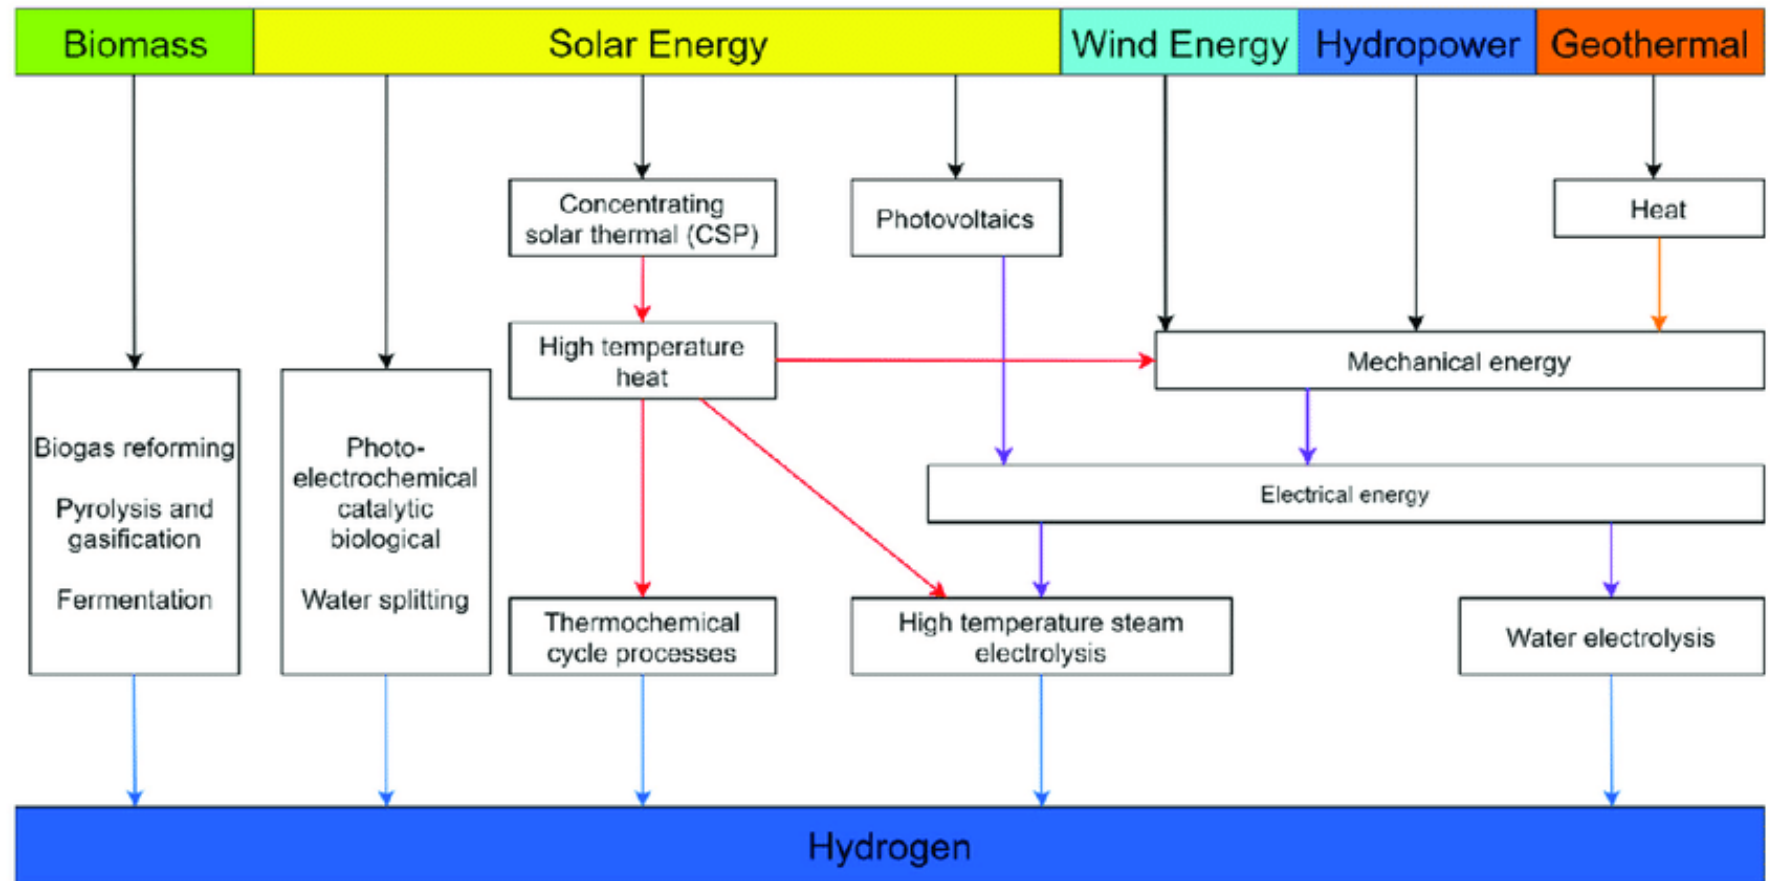 Biomass
Solar Energy
Wind Energy
Hydropower
Geothermal
Concentrating
solar thermal (CSP)
Photovoltaics
Heat
High temperature
heat
Mechanical energy
Biogas reforming
Pyrolysis and
gasification
Fermentation
Photo-
electrochemical
catalytic
biological
Water splitting
Electrical energy
Thermochemical
cycle processes
High temperature steam
electrolysis
Water electrolysis
Hydrogen